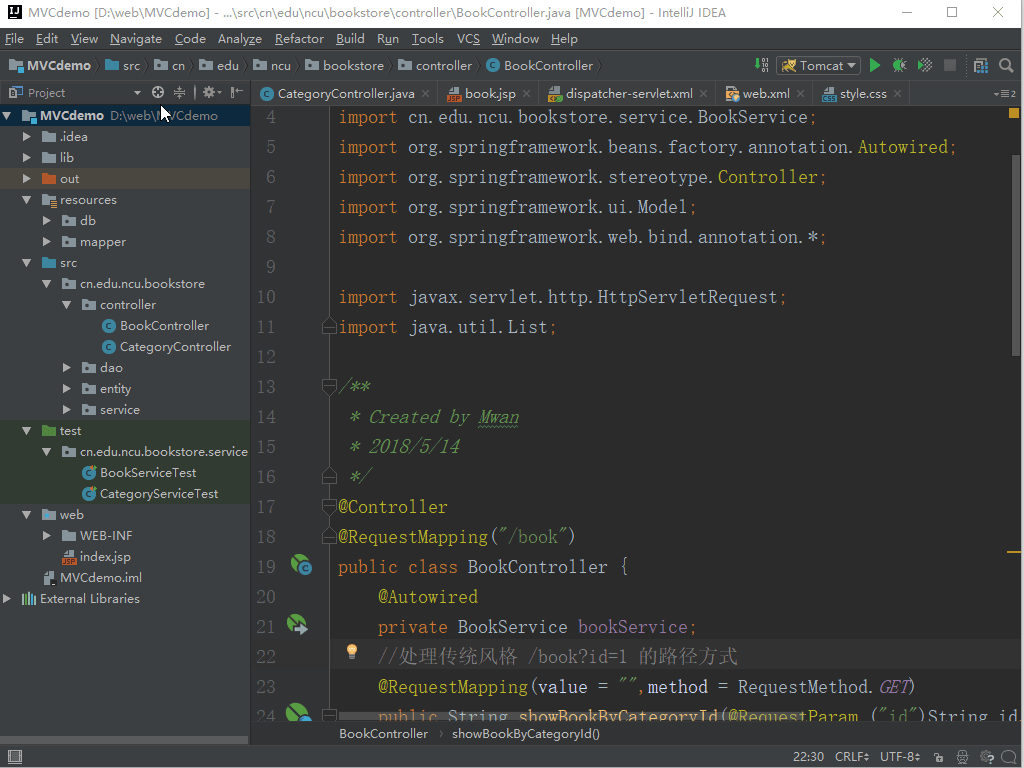 MVCdemo [D:\web\MVCdemo] - ...\src\cn\edu\ncu\bookstore\controller\BookController.java [MVCdemo] - IntelliJ IDEA
File Edit View Navigate Code Analyze Refactor Build Run Tools VCS Window Help
MVCdemo src cn edu ncu bookstore controller BookController Tomcat
Project
CategoryController.java book.jsp dispatcher-servlet.xml web.xml style.css 2
MVCdemo D:\web\MVCdemo
.idea
lib
out
resources
db
mapper
src
cn.edu.ncu.bookstore
controller
BookController
CategoryController
dao
entity
service
test
cn.edu.ncu.bookstore.service
BookServiceTest
CategoryServiceTest
web
WEB-INF
index.jsp
MVCdemo.iml
External Libraries
4 import cn.edu.ncu.bookstore.service.BookService;
5 import org.springframework.beans.factory.annotation.Autowired;
6 import org.springframework.stereotype.Controller;
7 import org.springframework.ui.Model;
8 import org.springframework.web.bind.annotation.*;
9
10 import javax.servlet.http.HttpServletRequest;
11 import java.util.List;
12
13 /**
14 * Created by Mwan
15 * 2018/5/14
16 */
17 @Controller
18 @RequestMapping("/book")
19 public class BookController {
20 @Autowired
21 private BookService bookService;
22 //处理传统风格 /book?id=1 的路径方式
23 @RequestMapping(value = "",method = RequestMethod.GET)
24 public String showBookByCategoryId(@RequestParam ("id")String id,
BookController › showBookByCategoryId()
22:30 CRLF UTF-8